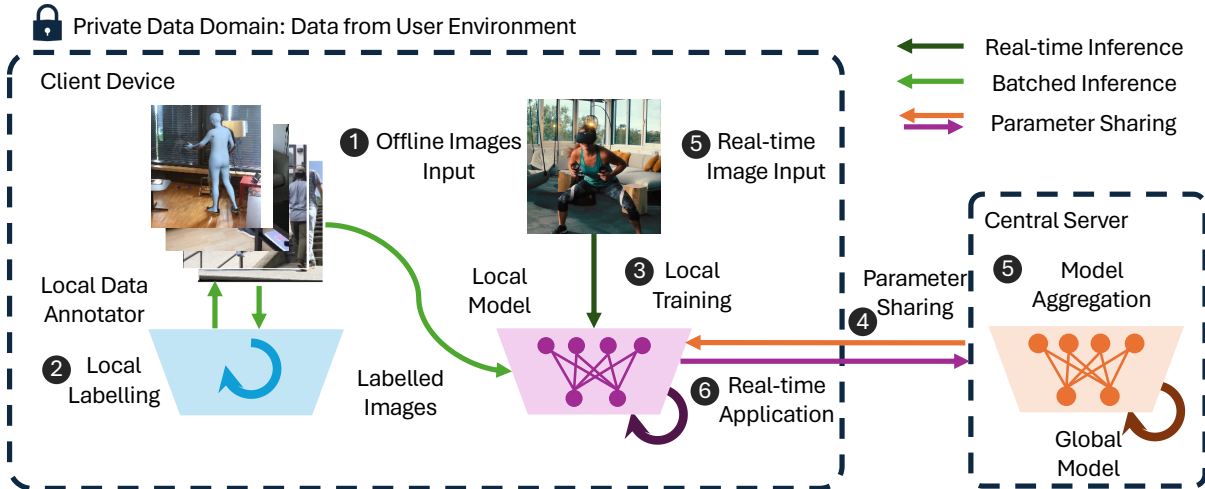 Private Data Domain: Data from User Environment
Client Device
1 Offline Images
Input
5 Real-time
Image Input
Real-time Inference
Batched Inference
Parameter Sharing
Local Data
Annotator
2 Local
Labelling
Labelled
Images
Local
Model
3 Local
Training
Parameter
Sharing
4
6 Real-time
Application
Central Server
5 Model
Aggregation
Global
Model